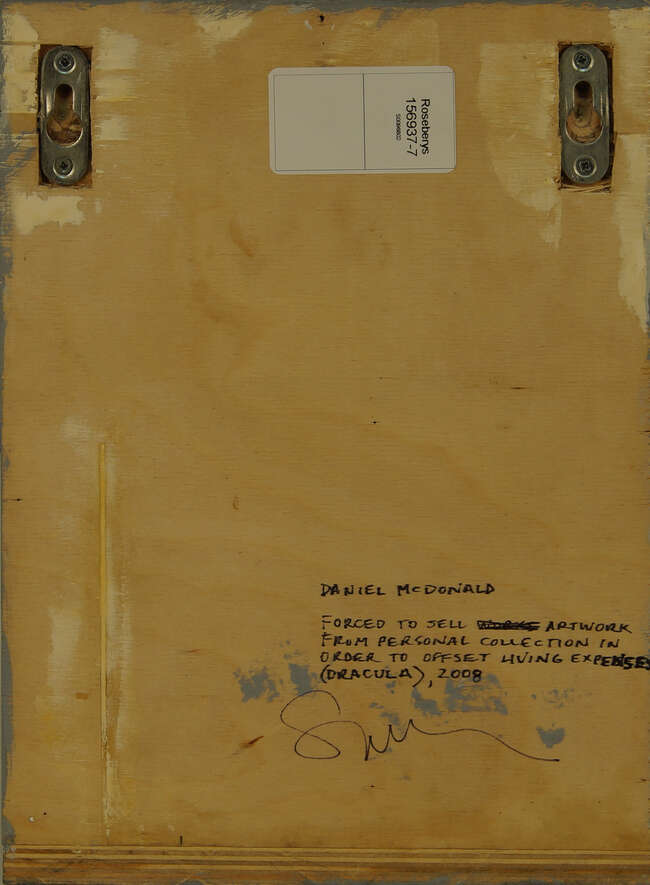 Roseberys
156937-7
DANIEL McDONALD
FORCED TO SELL ARTWORK
FROM PERSONAL COLLECTION IN
ORDER TO OFFSET LIVING EXPENSES
(DRACULA), 2008